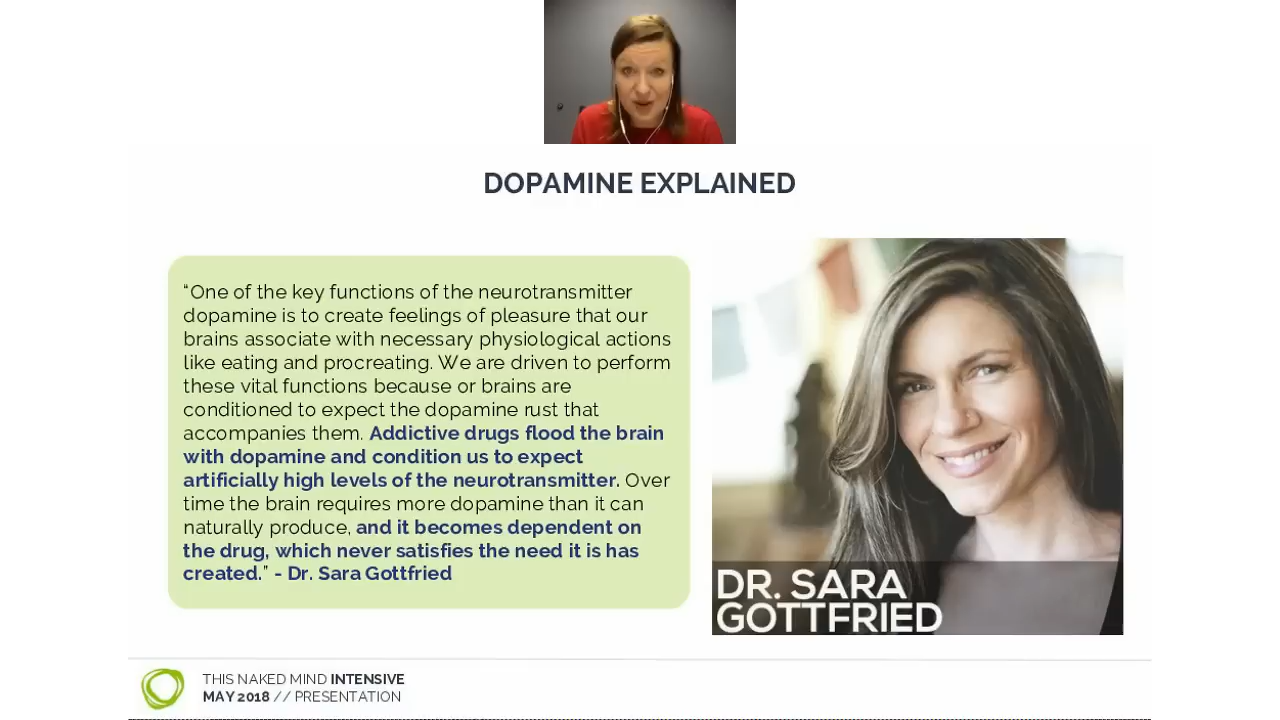 DOPAMINE EXPLAINED
“One of the key functions of the neurotransmitter
dopamine is to create feelings of pleasure that our
brains associate with necessary physiological actions
like eating and procreating. We are driven to perform
these vital functions because or brains are
conditioned to expect the dopamine rust that
accompanies them. Addictive drugs flood the brain
with dopamine and condition us to expect
artificially high levels of the neurotransmitter. Over
time the brain requires more dopamine than it can
naturally produce, and it becomes dependent on
the drug, which never satisfies the need it is has
created.” - Dr. Sara Gottfried
DR. SARA
GOTTFRIED
THIS NAKED MIND INTENSIVE
MAY 2018 // PRESENTATION